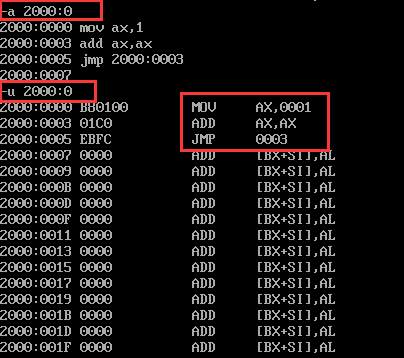 -a 2000:0
2000:0000 mov ax,1
2000:0003 add ax,ax
2000:0005 jmp 2000:0003
2000:0007
-u 2000:0
2000:0000 B80100 MOV AX,0001
2000:0003 01C0 ADD AX,AX
2000:0005 EBFC JMP 0003
2000:0007 0000 ADD [BX+SI],AL
2000:0009 0000 ADD [BX+SI],AL
2000:000B 0000 ADD [BX+SI],AL
2000:000D 0000 ADD [BX+SI],AL
2000:000F 0000 ADD [BX+SI],AL
2000:0011 0000 ADD [BX+SI],AL
2000:0013 0000 ADD [BX+SI],AL
2000:0015 0000 ADD [BX+SI],AL
2000:0017 0000 ADD [BX+SI],AL
2000:0019 0000 ADD [BX+SI],AL
2000:001B 0000 ADD [BX+SI],AL
2000:001D 0000 ADD [BX+SI],AL
2000:001F 0000 ADD [BX+SI],AL